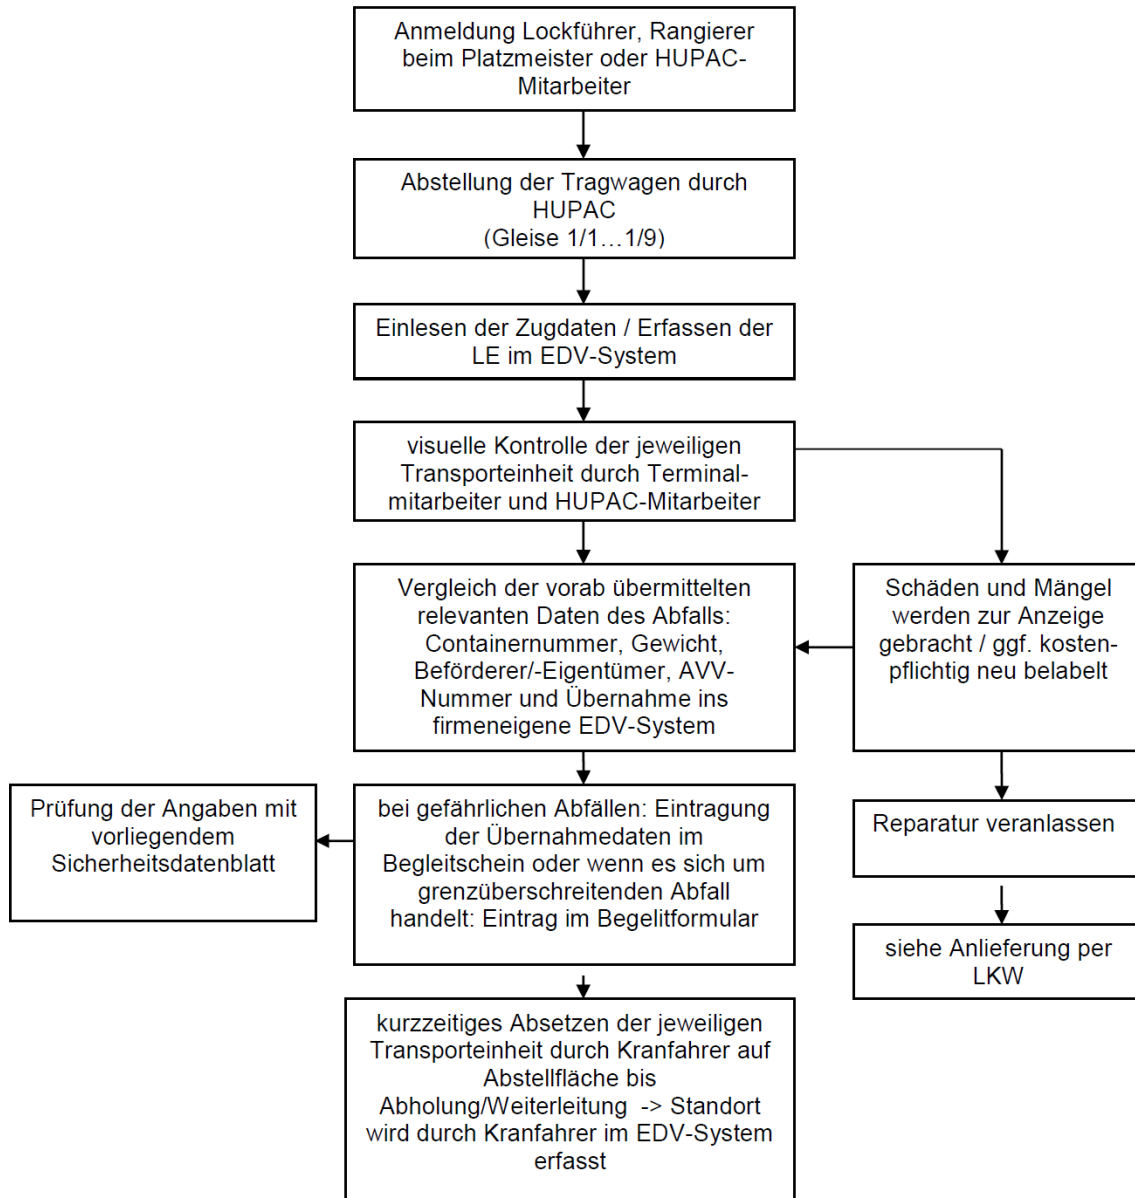 Anmeldung Lockführer, Rangierer
beim Platzmeister oder HUPAC-
Mitarbeiter
Abstellung der Tragwagen durch
HUPAC
(Gleise 1/1…1/9)
Einlesen der Zugdaten / Erfassen der
LE im EDV-System
visuelle Kontrolle der jeweiligen
Transporteinheit durch Terminal-
mitarbeiter und HUPAC-Mitarbeiter
Vergleich der vorab übermittelten
relevanten Daten des Abfalls:
Containernummer, Gewicht,
Beförderer/-Eigentümer, AVV-
Nummer und Übernahme ins
firmeneigene EDV-System
Schäden und Mängel
werden zur Anzeige
gebracht / ggf. kosten-
pflichtig neu belabelt
Prüfung der Angaben mit
vorliegendem
Sicherheitsdatenblatt
bei gefährlichen Abfällen: Eintragung
der Übernahmedaten im
Begleitschein oder wenn es sich um
grenzüberschreitenden Abfall
handelt: Eintrag im Begelitformular
Reparatur veranlassen
siehe Anlieferung per
LKW
kurzzeitiges Absetzen der jeweiligen
Transporteinheit durch Kranfahrer auf
Abstellfläche bis
Abholung/Weiterleitung -> Standort
wird durch Kranfahrer im EDV-System
erfasst